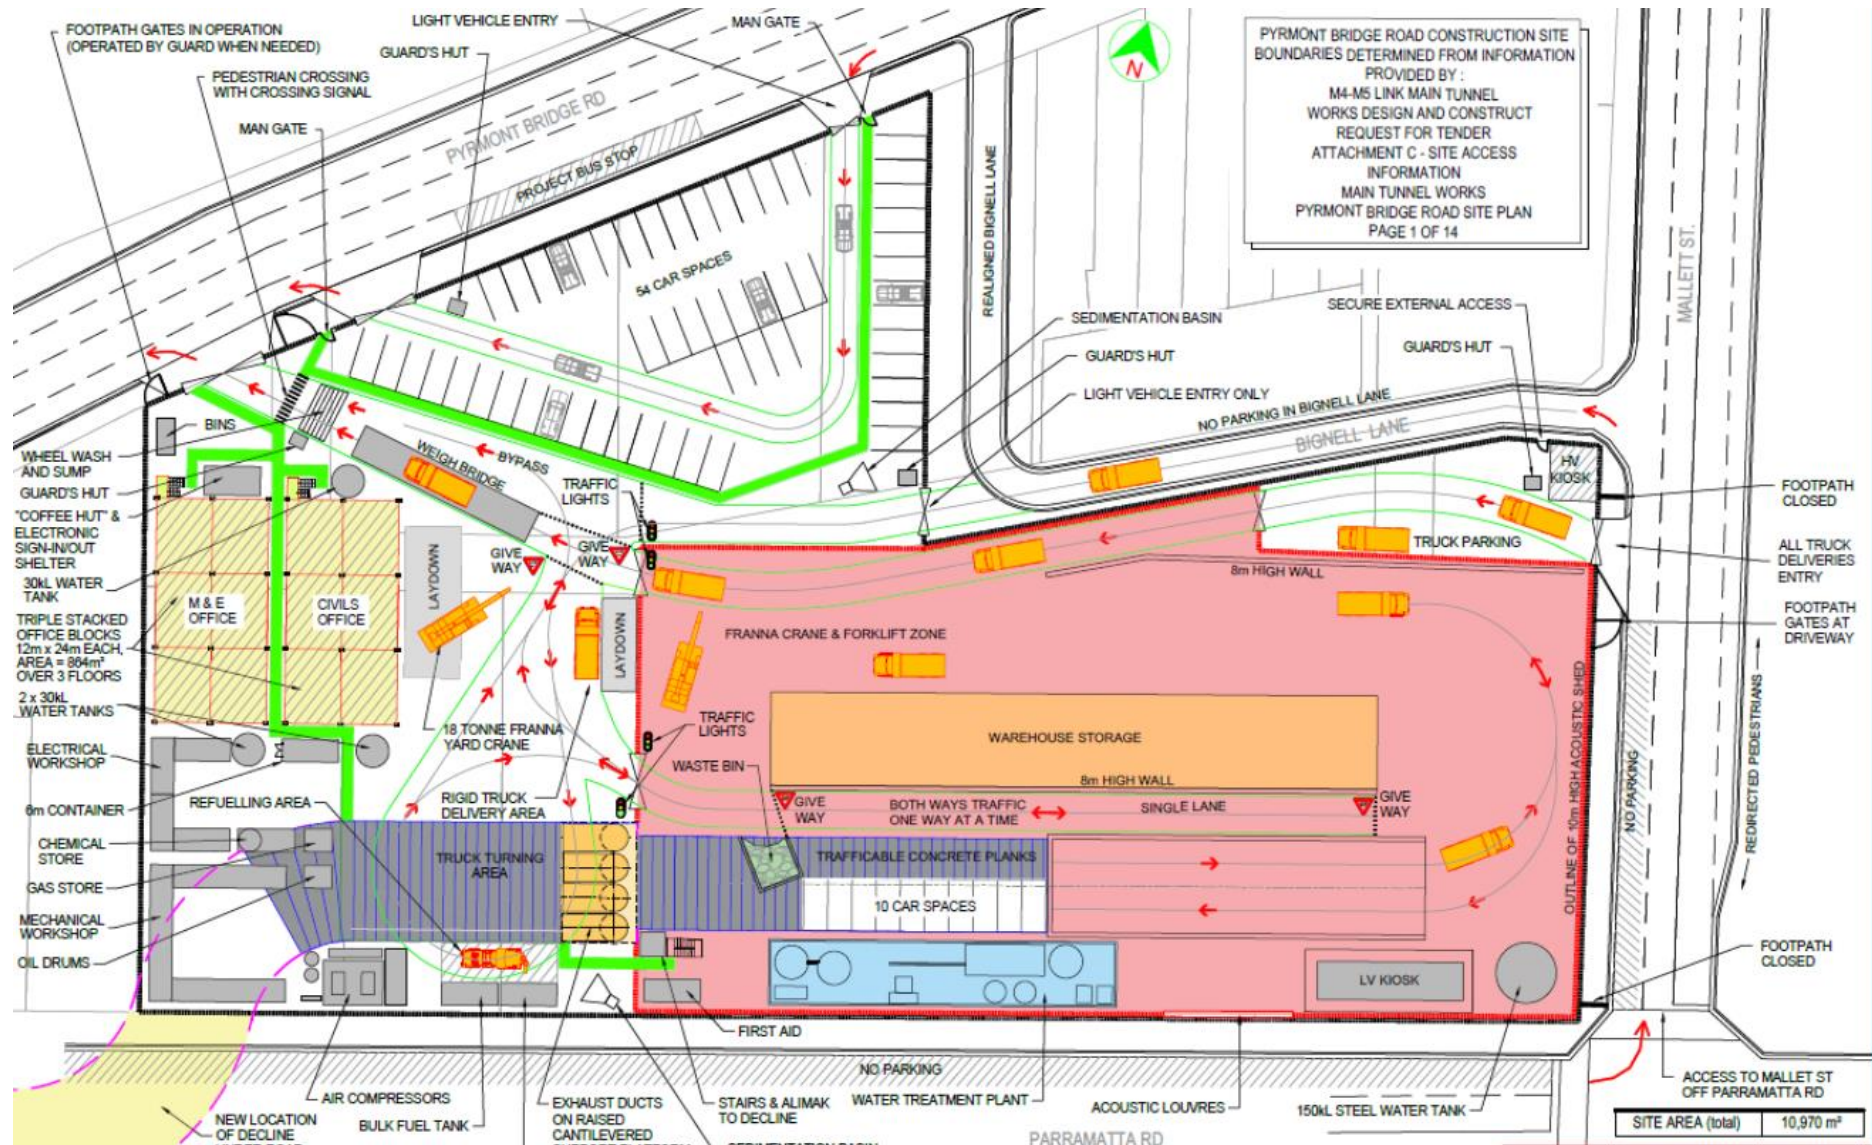 FOOTPATH GATES IN OPERATION
(OPERATED BY GUARD WHEN NEEDED)
LIGHT VEHICLE ENTRY
MAN GATE
GUARD'S HUT
PEDESTRIAN CROSSING
WITH CROSSING SIGNAL
MAN GATE
PYRMONT BRIDGE RD
PROJECT BUS STOP
54 CAR SPACES
N
PYRMONT BRIDGE ROAD CONSTRUCTION SITE
BOUNDARIES DETERMINED FROM INFORMATION
PROVIDED BY :
M4-M5 LINK MAIN TUNNEL
WORKS DESIGN AND CONSTRUCT
REQUEST FOR TENDER
ATTACHMENT C - SITE ACCESS
INFORMATION
MAIN TUNNEL WORKS
PYRMONT BRIDGE ROAD SITE PLAN
PAGE 1 OF 14
REALIGNED BIGNELL LANE
MALLETT ST.
SEDIMENTATION BASIN
GUARD'S HUT
LIGHT VEHICLE ENTRY ONLY
SECURE EXTERNAL ACCESS
GUARD'S HUT
NO PARKING IN BIGNELL LANE
BIGNELL LANE
HV
KIOSK
FOOTPATH
CLOSED
ALL TRUCK
DELIVERIES
ENTRY
FOOTPATH
GATES AT
DRIVEWAY
TRUCK PARKING
8m HIGH WALL
BINS
WHEEL WASH
AND SUMP
GUARD'S HUT
"COFFEE HUT" &
ELECTRONIC
SIGN-IN/OUT
SHELTER
30kL WATER
TANK
TRIPLE STACKED
OFFICE BLOCKS
12m x 24m EACH,
AREA = 864m²
OVER 3 FLOORS
2 x 30kL
WATER TANKS
ELECTRICAL
WORKSHOP
6m CONTAINER
CHEMICAL
STORE
GAS STORE
MECHANICAL
WORKSHOP
OIL DRUMS
WEIGH BRIDGE
BYPASS
TRAFFIC
LIGHTS
GIVE
WAY
GIVE
WAY
LAYDOWN
M & E
OFFICE
CIVILS
OFFICE
LAYDOWN
18 TONNE FRANNA
YARD CRANE
RIGID TRUCK
DELIVERY AREA
REFUELLING AREA
TRUCK TURNING
AREA
FRANNA CRANE & FORKLIFT ZONE
TRAFFIC
LIGHTS
WASTE BIN
WAREHOUSE STORAGE
8m HIGH WALL
GIVE
WAY
BOTH WAYS TRAFFIC
ONE WAY AT A TIME
SINGLE LANE
GIVE
WAY
TRAFFICABLE CONCRETE PLANKS
10 CAR SPACES
OUTLINE OF 10m HIGH ACOUSTIC SHED
NO PARKING
REDIRECTED PEDESTRIANS
FOOTPATH
CLOSED
LV KIOSK
FIRST AID
NO PARKING
AIR COMPRESSORS
BULK FUEL TANK
NEW LOCATION
OF DECLINE
EXHAUST DUCTS
ON RAISED
CANTILEVERED
STAIRS & ALIMAK
TO DECLINE
WATER TREATMENT PLANT
ACOUSTIC LOUVRES
150kL STEEL WATER TANK
ACCESS TO MALLET ST
OFF PARRAMATTA RD
SITE AREA (total) 10,970 m²
PARRAMATTA RD
SEDIMENTATION BASIN